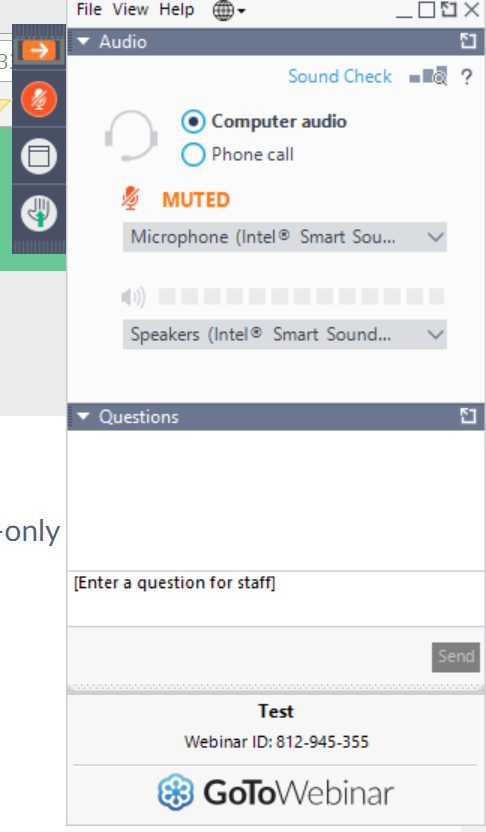 File View Help
Audio
Sound Check ?
Computer audio
Phone call
MUTED
Microphone (Intel® Smart Sou...
Speakers (Intel® Smart Sound...
Questions
-only
[Enter a question for staff]
Send
Test
Webinar ID: 812-945-355
GoToWebinar